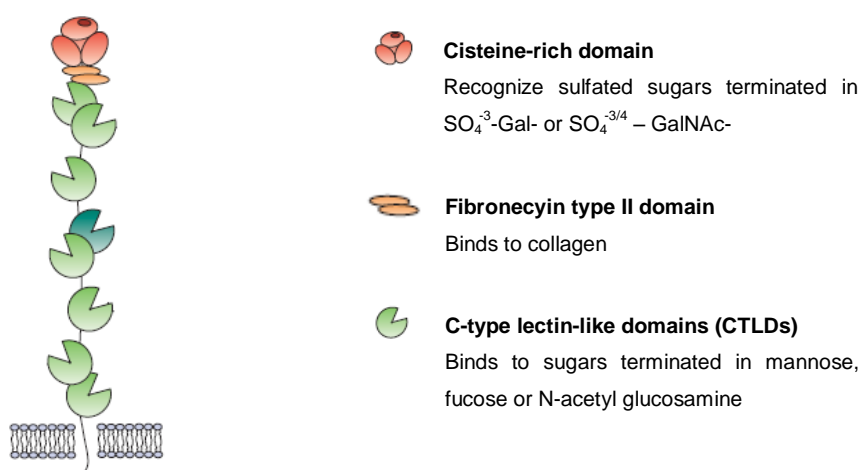 Cisteine-rich domain
Recognize sulfated sugars terminated in
SO₄⁻³-Gal- or SO₄⁻³/⁴ – GalNAc-
Fibronecyin type II domain
Binds to collagen
C-type lectin-like domains (CTLDs)
Binds to sugars terminated in mannose,
fucose or N-acetyl glucosamine